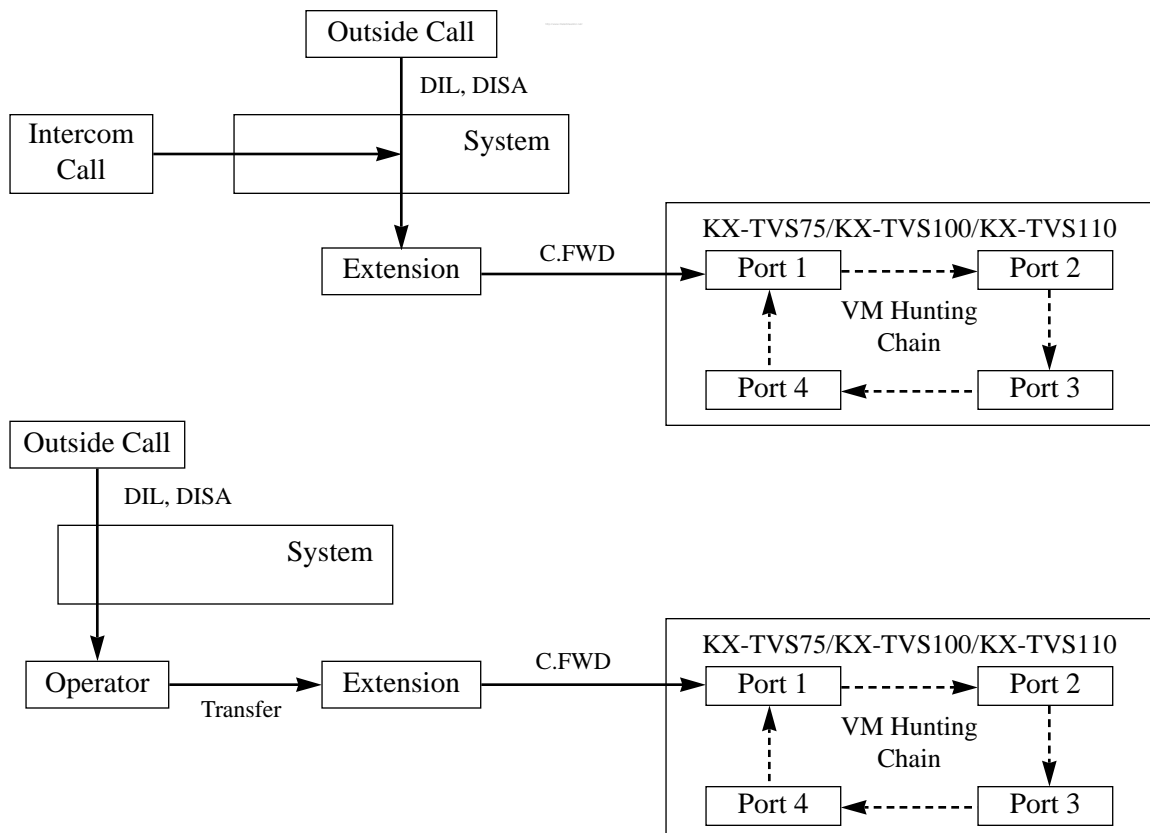 Outside Call
DIL, DISA
Intercom
Call
System
Extension
C.FWD
KX-TVS75/KX-TVS100/KX-TVS110
Port 1
Port 2
VM Hunting
Chain
Port 4
Port 3
Outside Call
DIL, DISA
System
Operator
Transfer
Extension
C.FWD
KX-TVS75/KX-TVS100/KX-TVS110
Port 1
Port 2
VM Hunting
Chain
Port 4
Port 3